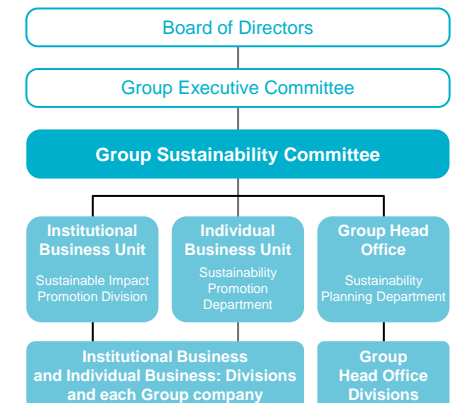 Board of Directors
Group Executive Committee
Group Sustainability Committee
Institutional
Business Unit
Sustainable Impact
Promotion Division
Individual
Business Unit
Sustainability
Promotion
Department
Group Head
Office
Sustainability
Planning Department
Institutional Business
and Individual Business: Divisions
and each Group company
Group
Head Office
Divisions